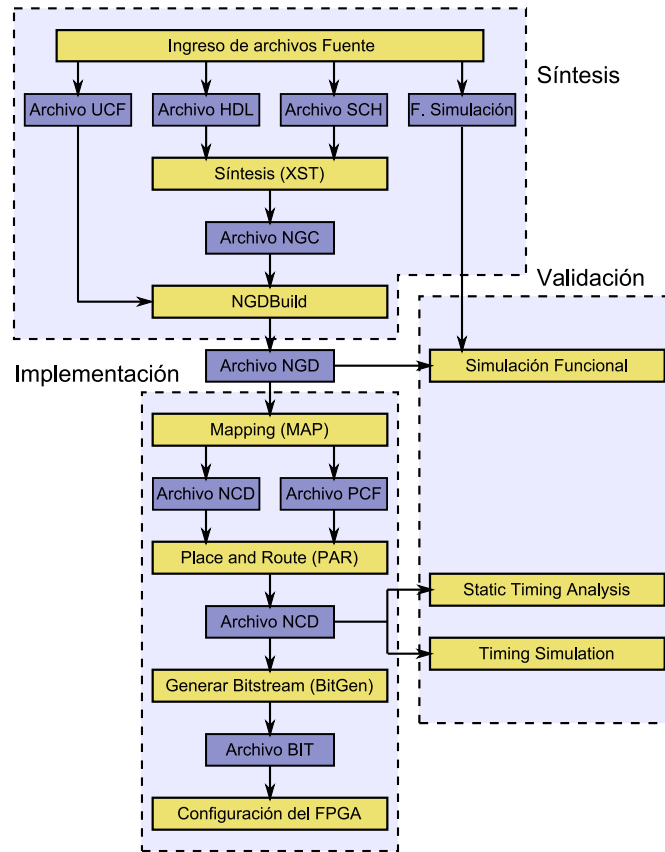 Ingreso de archivos Fuente
Síntesis
Archivo UCF
Archivo HDL
Archivo SCH
F. Simulación
Síntesis (XST)
Archivo NGC
Validación
NGDBuild
Archivo NGD
Simulación Funcional
Implementación
Mapping (MAP)
Archivo NCD
Archivo PCF
Place and Route (PAR)
Static Timing Analysis
Archivo NCD
Timing Simulation
Generar Bitstream (BitGen)
Archivo BIT
Configuración del FPGA